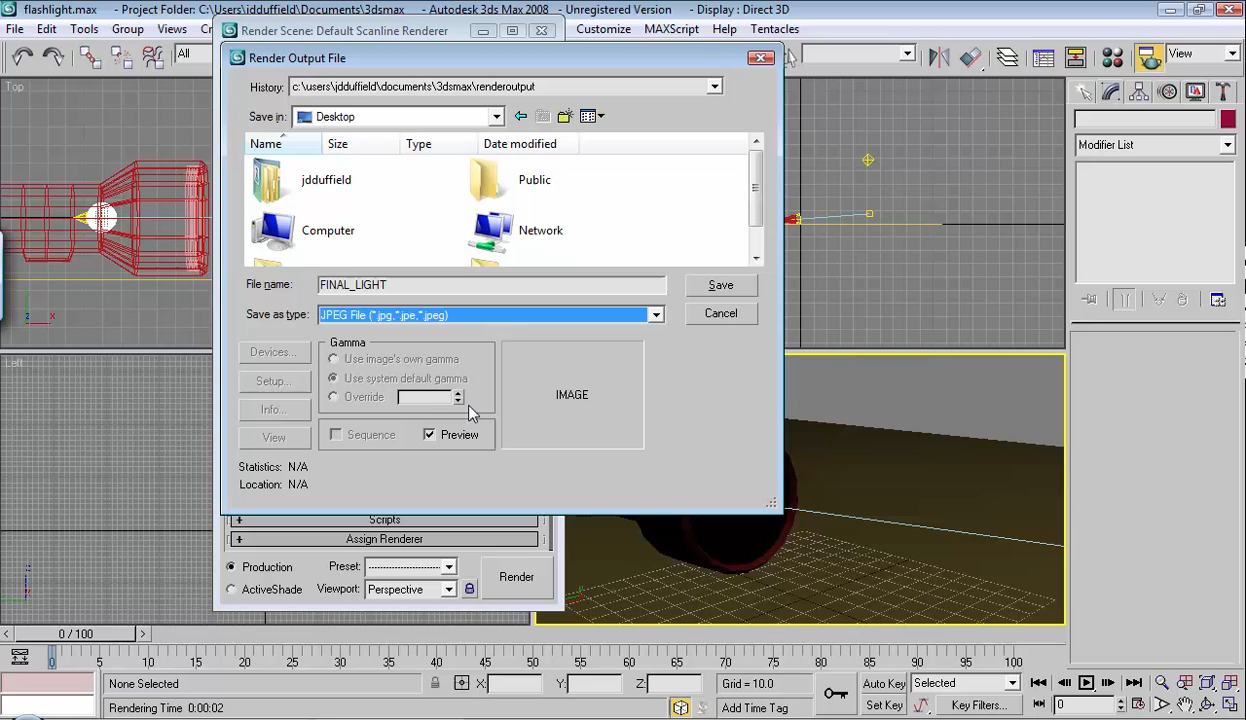 flashlight.max - Project Folder: C:\Users\idduffield\Documents\3dsmax - Autodesk 3ds Max 2008 - Unregistered Version - Display : Direct 3D
File Edit Tools Group Views Customize MAXScript Help Tentacles
Render Scene: Default Scanline Renderer
All
View
Render Output File
History: c:\users\jdduffield\documents\3dsmax\renderoutput
Save in: Desktop
Name Size Type Date modified
jdduffield Public
Computer Network
File name: FINAL_LIGHT Save
Save as type: JPEG File (*.jpg,*.jpe,*.jpeg) Cancel
Devices... Gamma
Use image's own gamma
Setup... Use system default gamma
Info... Override
IMAGE
View Sequence Preview
Statistics: N/A
Location: N/A
Top
Left
Modifier List
Scripts
Assign Renderer
Production Preset: Render
ActiveShade Viewport: Perspective
0 / 100
0 5 10 15 20 25 30 35 40 45 50 55 60 65 70 75 80 85 90 95 100
None Selected X: Y: Z: Grid = 10.0 Auto Key Selected
Rendering Time 0:00:02 Add Time Tag Set Key Key Filters... 0